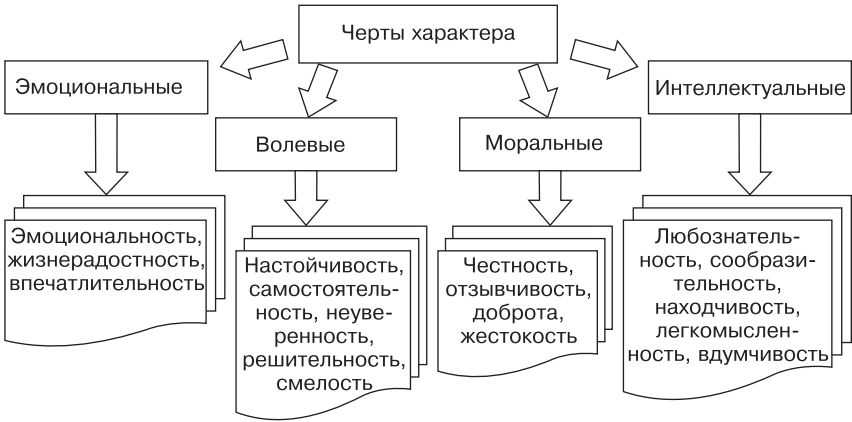 Черты характера
Эмоциональные
Интеллектуальные
Волевые
Моральные
Эмоциональность,
жизнерадостность,
впечатлительность
Настойчивость,
самостоятель-
ность, неуве-
ренность,
решительность,
смелость
Честность,
отзывчивость,
доброта,
жестокость
Любознатель-
ность, сообрази-
тельность,
находчивость,
легкомыслен-
ность, вдумчивость